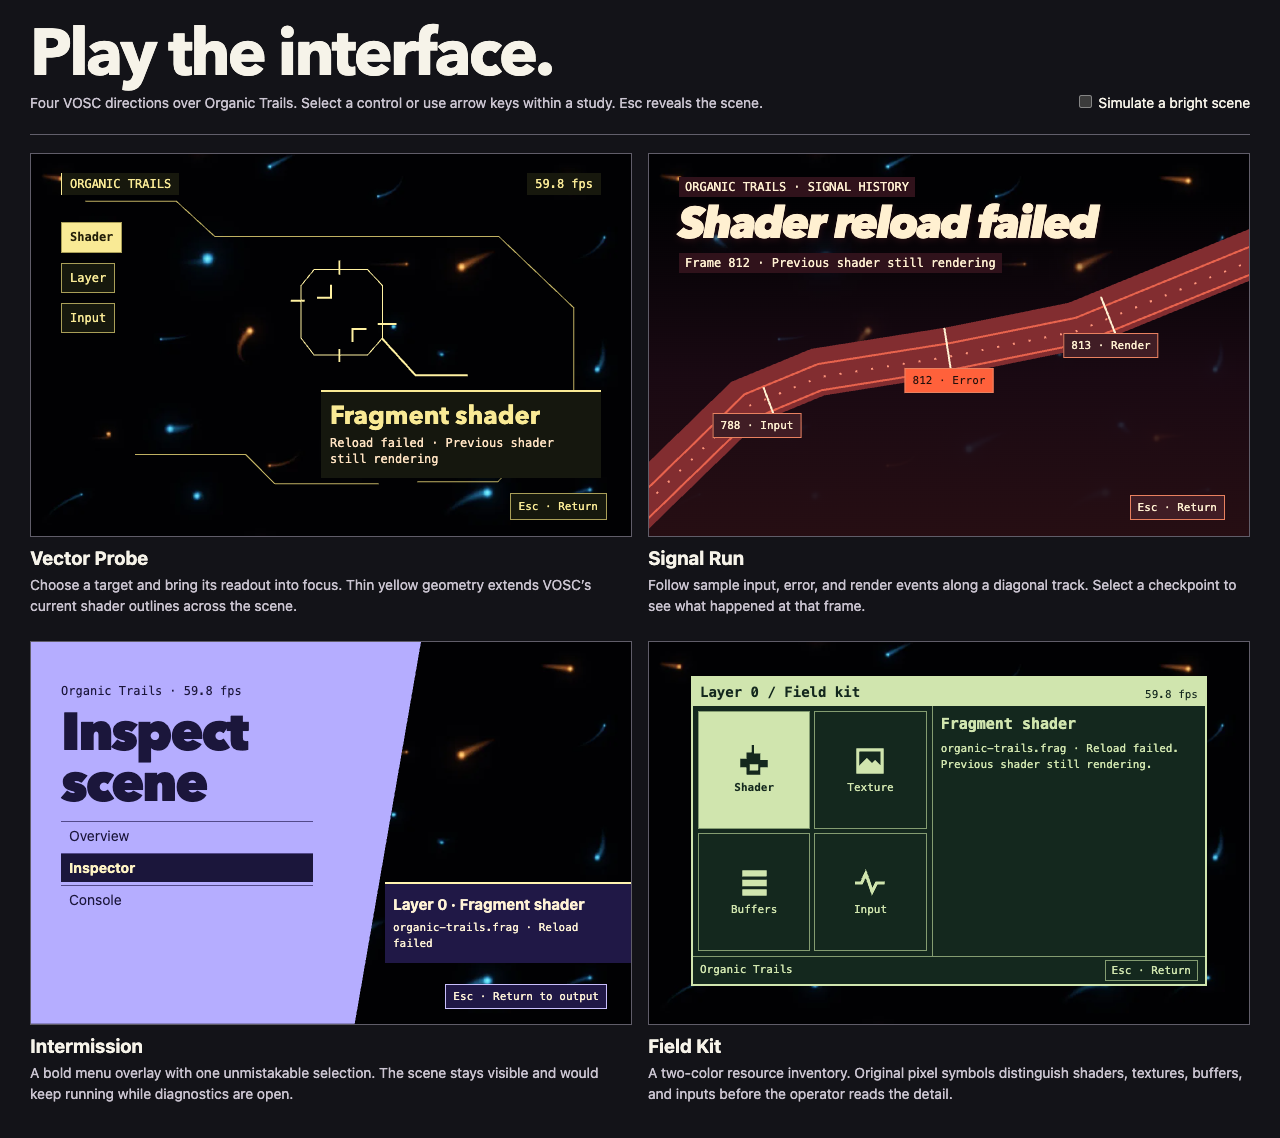 Play the interface.
Four VOSC directions over Organic Trails. Select a control or use arrow keys within a study. Esc reveals the scene.
Simulate a bright scene
ORGANIC TRAILS
59.8 fps
Shader
Layer
Input
Fragment shader
Reload failed · Previous shader
still rendering
Esc · Return
Vector Probe
Choose a target and bring its readout into focus. Thin yellow geometry extends VOSC’s
current shader outlines across the scene.
ORGANIC TRAILS · SIGNAL HISTORY
Shader reload failed
Frame 812 · Previous shader still rendering
813 · Render
812 · Error
788 · Input
Esc · Return
Signal Run
Follow sample input, error, and render events along a diagonal track. Select a checkpoint to
see what happened at that frame.
Organic Trails · 59.8 fps
Inspect
scene
Overview
Inspector
Console
Layer 0 · Fragment shader
organic-trails.frag · Reload
failed
Esc · Return to output
Intermission
A bold menu overlay with one unmistakable selection. The scene stays visible and would
keep running while diagnostics are open.
Layer 0 / Field kit
59.8 fps
Shader
Texture
Buffers
Input
Fragment shader
organic-trails.frag · Reload failed.
Previous shader still rendering.
Organic Trails
Esc · Return
Field Kit
A two-color resource inventory. Original pixel symbols distinguish shaders, textures, buffers,
and inputs before the operator reads the detail.